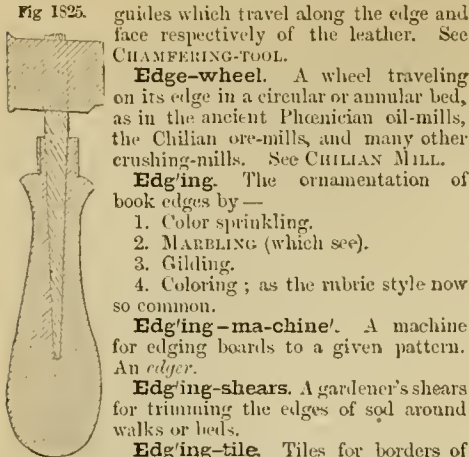 Fig 1825.
guides which travel along the edge and
face respectively of the leather. See
CHAMFERING-TOOL.
Edge-wheel. A wheel traveling
on its edge in a circular or annular bed,
as in the ancient Phœnician oil-mills,
the Chilian ore-mills, and many other
crushing-mills. See CHILIAN MILL.
Edg'ing. The ornamentation of
book edges by —
1. Color sprinkling.
2. MARBLING (which see).
3. Gilding.
4. Coloring ; as the rubric style now
so common.
Edg'ing-ma-chine'. A machine
for edging boards to a given pattern.
An edger.
Edg'ing-shears. A gardener's shears
for trimming the edges of sod around
walks or beds.
Edg'ing-tile. Tiles for borders of